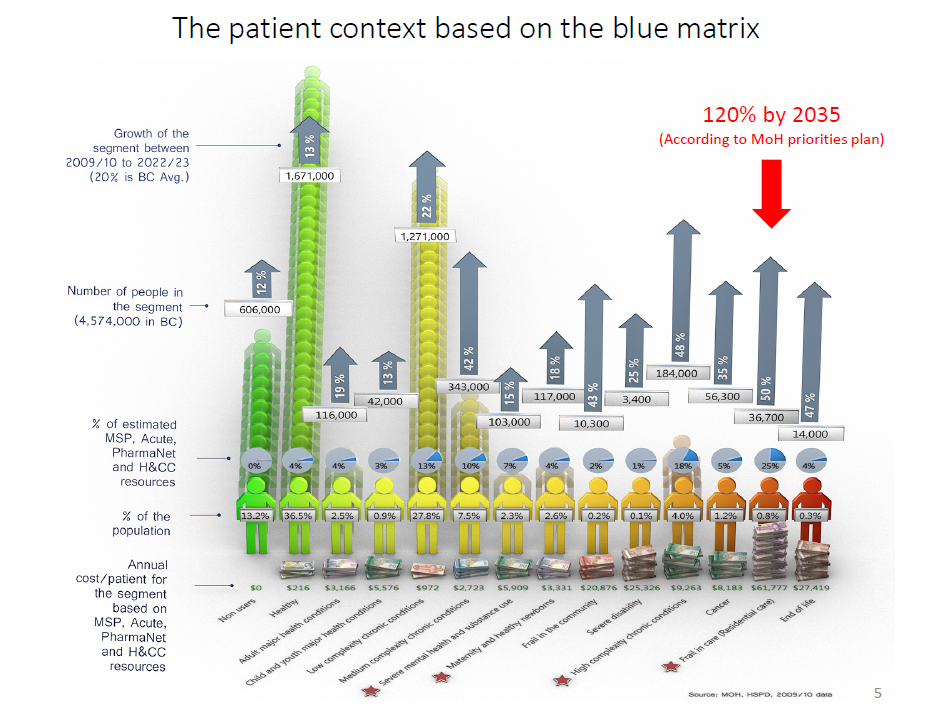 The patient context based on the blue matrix
120% by 2035
(According to MoH priorities plan)
Growth of the
segment between
2009/10 to 2022/23
(20% is BC Avg.)
12 %
13 %
19 %
13 %
22 %
42 %
15 %
18 %
43 %
25 %
48 %
35 %
50 %
47 %
Number of people in
the segment
(4,574,000 in BC)
606,000
1,671,000
116,000
42,000
1,271,000
343,000
103,000
117,000
10,300
3,400
184,000
56,300
36,700
14,000
% of estimated
MSP, Acute,
PharmaNet
and H&CC
resources
0%
4%
4%
3%
13%
10%
7%
4%
2%
1%
18%
5%
25%
4%
% of the
population
13.2%
36.5%
2.5%
0.9%
27.8%
7.5%
2.3%
2.6%
0.2%
0.1%
4.0%
1.2%
0.8%
0.3%
Annual
cost/patient for
the segment
based on
MSP, Acute,
PharmaNet
and H&CC
resources
$0
$216
$3,166
$5,576
$972
$2,723
$5,909
$3,331
$20,876
$25,326
$9,263
$8,183
$61,777
$27,419
Non users
Healthy
Adult major health conditions
Child and youth major health conditions
Low complexity chronic conditions
Medium complexity chronic conditions
Severe mental health and substance use
Maternity and healthy newborns
Frail in the community
Severe disability
High complexity chronic conditions
Cancer
Frail in care (Residential care)
End of life
Source: MOH, HSPD, 2009/10 data
5